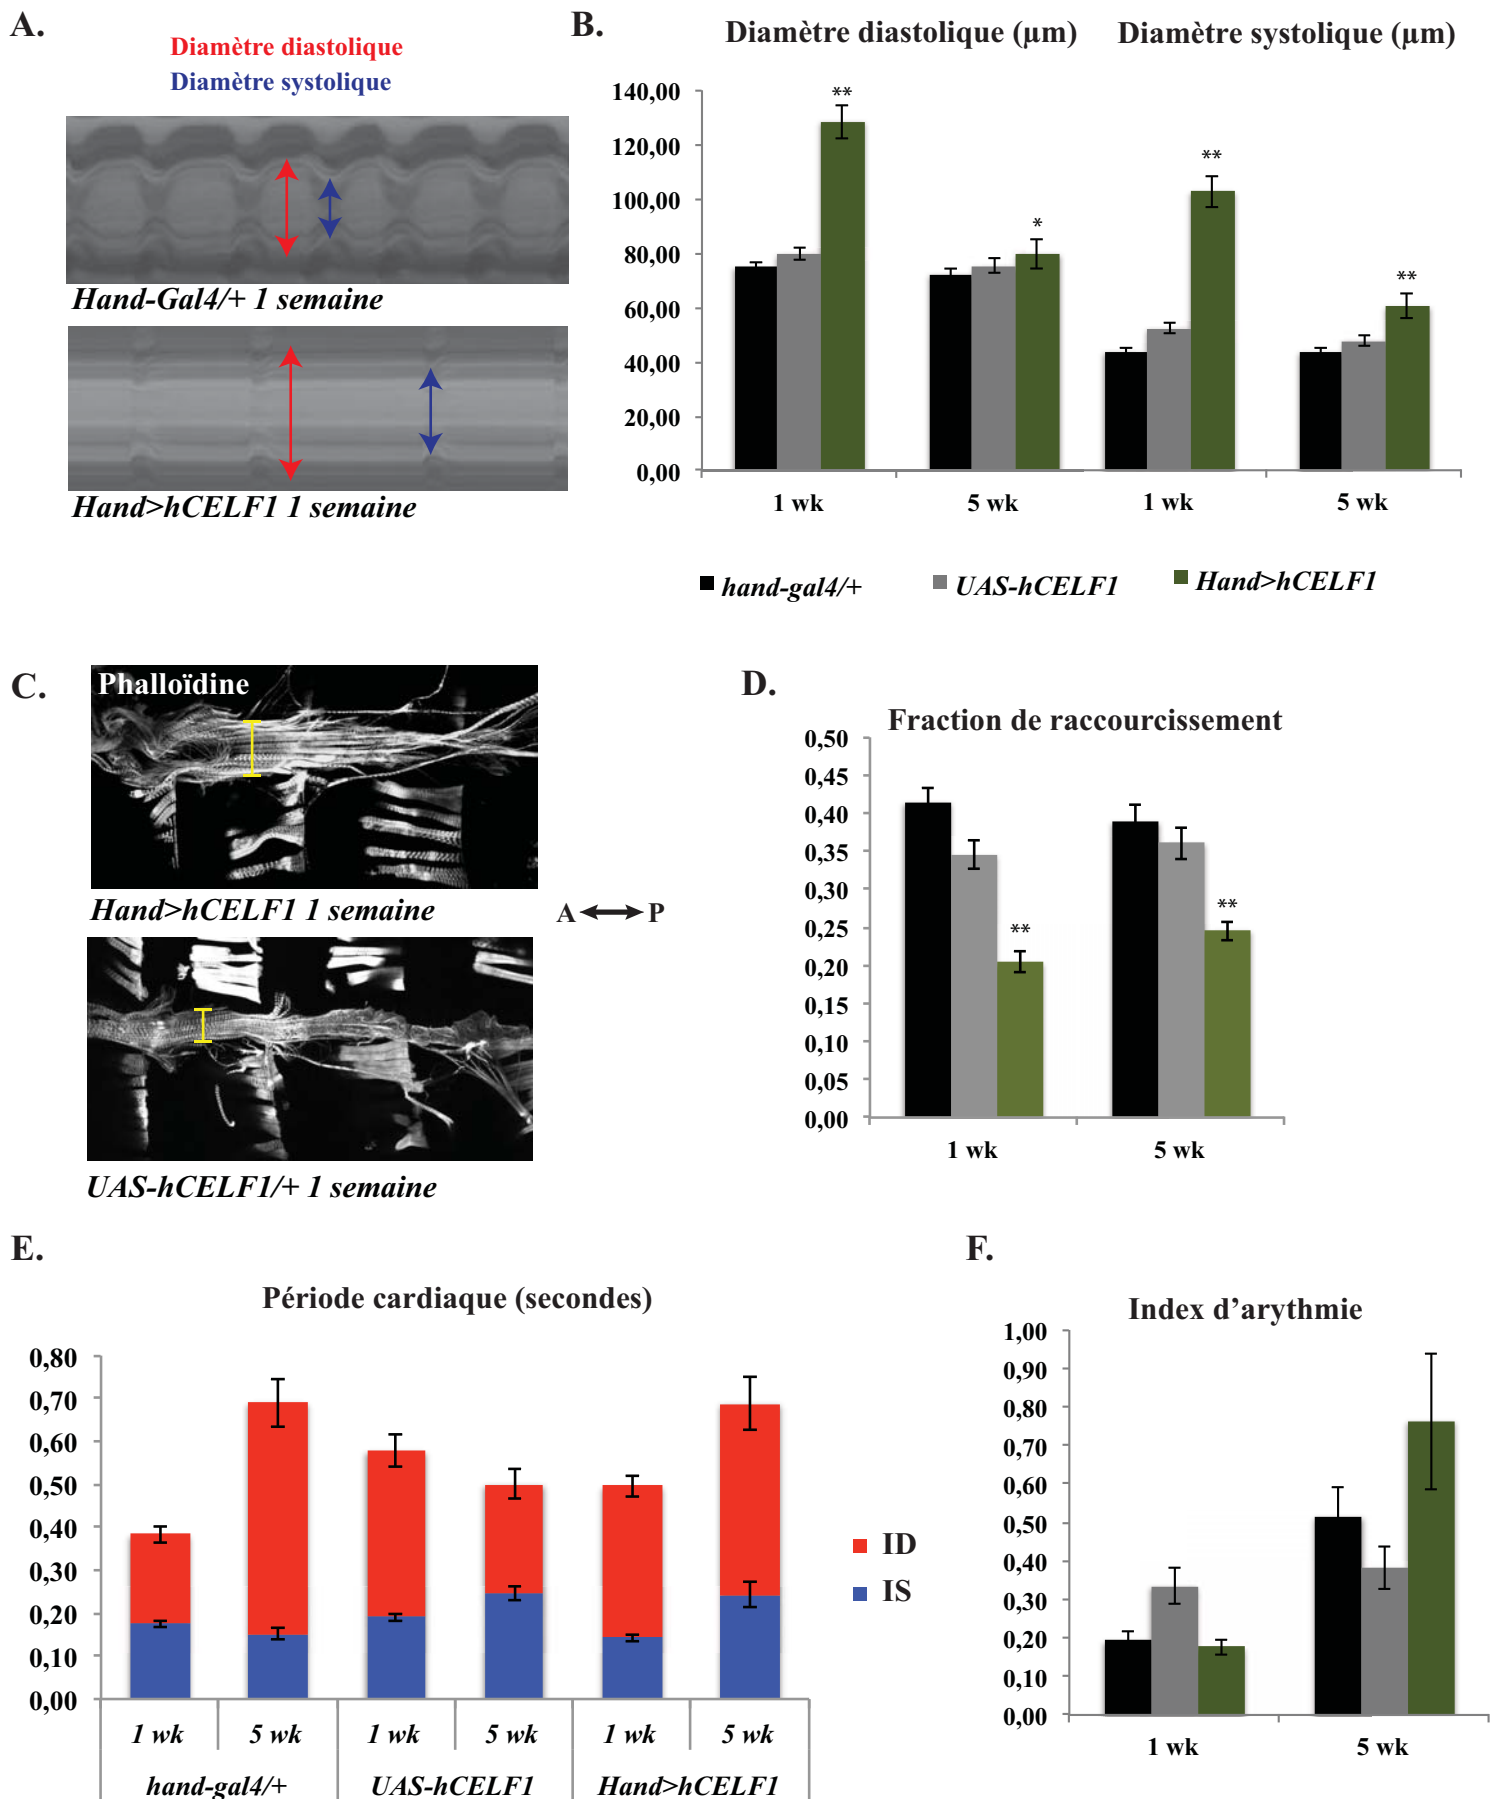 A.
Diamètre diastolique
Diamètre systolique
Hand-Gal4/+ 1 semaine
Hand>hCELF1 1 semaine
B.
Diamètre diastolique (µm) Diamètre systolique (µm)
140,00
120,00
100,00
80,00
60,00
40,00
20,00
0,00
** * ** **
1 wk 5 wk 1 wk 5 wk
hand-gal4/+ UAS-hCELF1 Hand>hCELF1
C.
Phalloïdine
Hand>hCELF1 1 semaine
A P
UAS-hCELF1/+ 1 semaine
D.
Fraction de raccourcissement
0,50
0,45
0,40
0,35
0,30
0,25
0,20
0,15
0,10
0,05
0,00
** **
1 wk 5 wk
E.
Période cardiaque (secondes)
0,80
0,70
0,60
0,50
0,40
0,30
0,20
0,10
0,00
1 wk 5 wk 1 wk 5 wk 1 wk 5 wk
hand-gal4/+ UAS-hCELF1 Hand>hCELF1
ID
IS
F.
Index d’arythmie
1,00
0,90
0,80
0,70
0,60
0,50
0,40
0,30
0,20
0,10
0,00
1 wk 5 wk